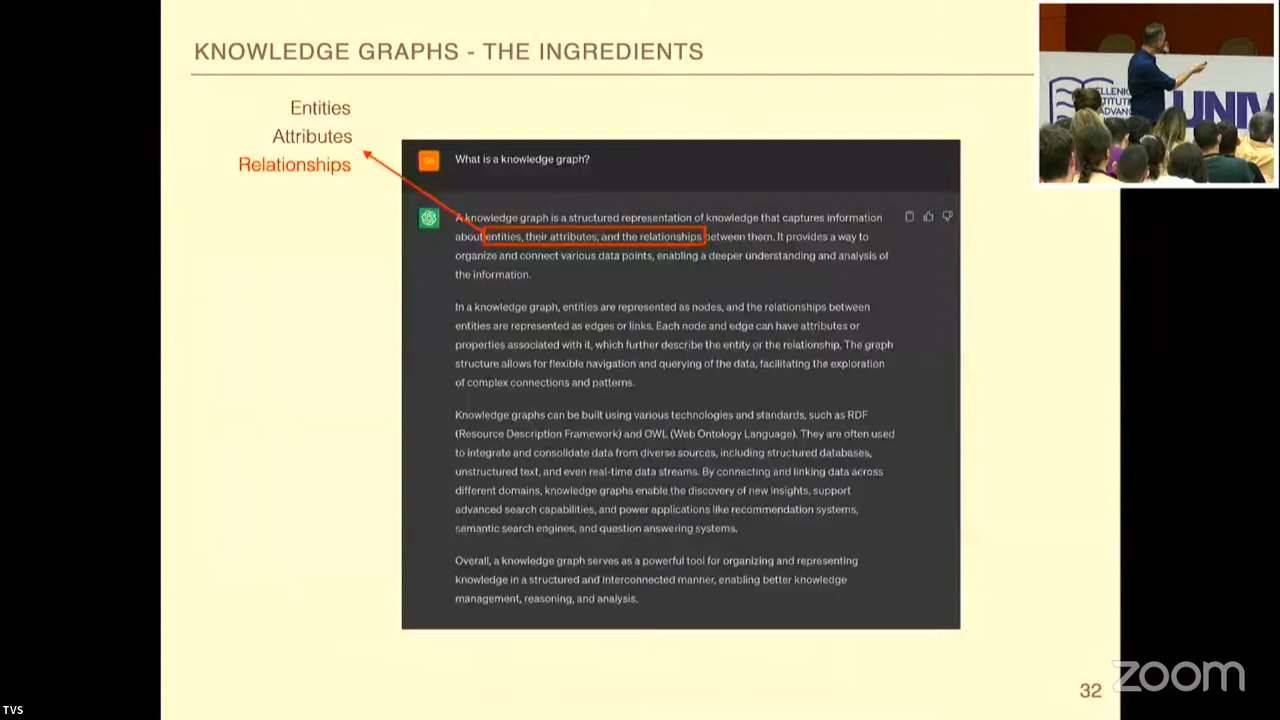 KNOWLEDGE GRAPHS - THE INGREDIENTS
Entities
Attributes
Relationships
GS
What is a knowledge graph?
A knowledge graph is a structured representation of knowledge that captures information
about entities, their attributes, and the relationships between them. It provides a way to
organize and connect various data points, enabling a deeper understanding and analysis of
the information.
In a knowledge graph, entities are represented as nodes, and the relationships between
entities are represented as edges or links. Each node and edge can have attributes or
properties associated with it, which further describe the entity or the relationship. The graph
structure allows for flexible navigation and querying of the data, facilitating the exploration
of complex connections and patterns.
Knowledge graphs can be built using various technologies and standards, such as RDF
(Resource Description Framework) and OWL (Web Ontology Language). They are often used
to integrate and consolidate data from diverse sources, including structured databases,
unstructured text, and even real-time data streams. By connecting and linking data across
different domains, knowledge graphs enable the discovery of new insights, support
advanced search capabilities, and power applications like recommendation systems,
semantic search engines, and question answering systems.
Overall, a knowledge graph serves as a powerful tool for organizing and representing
knowledge in a structured and interconnected manner, enabling better knowledge
management, reasoning, and analysis.
32
zoom
TVS
UNIV